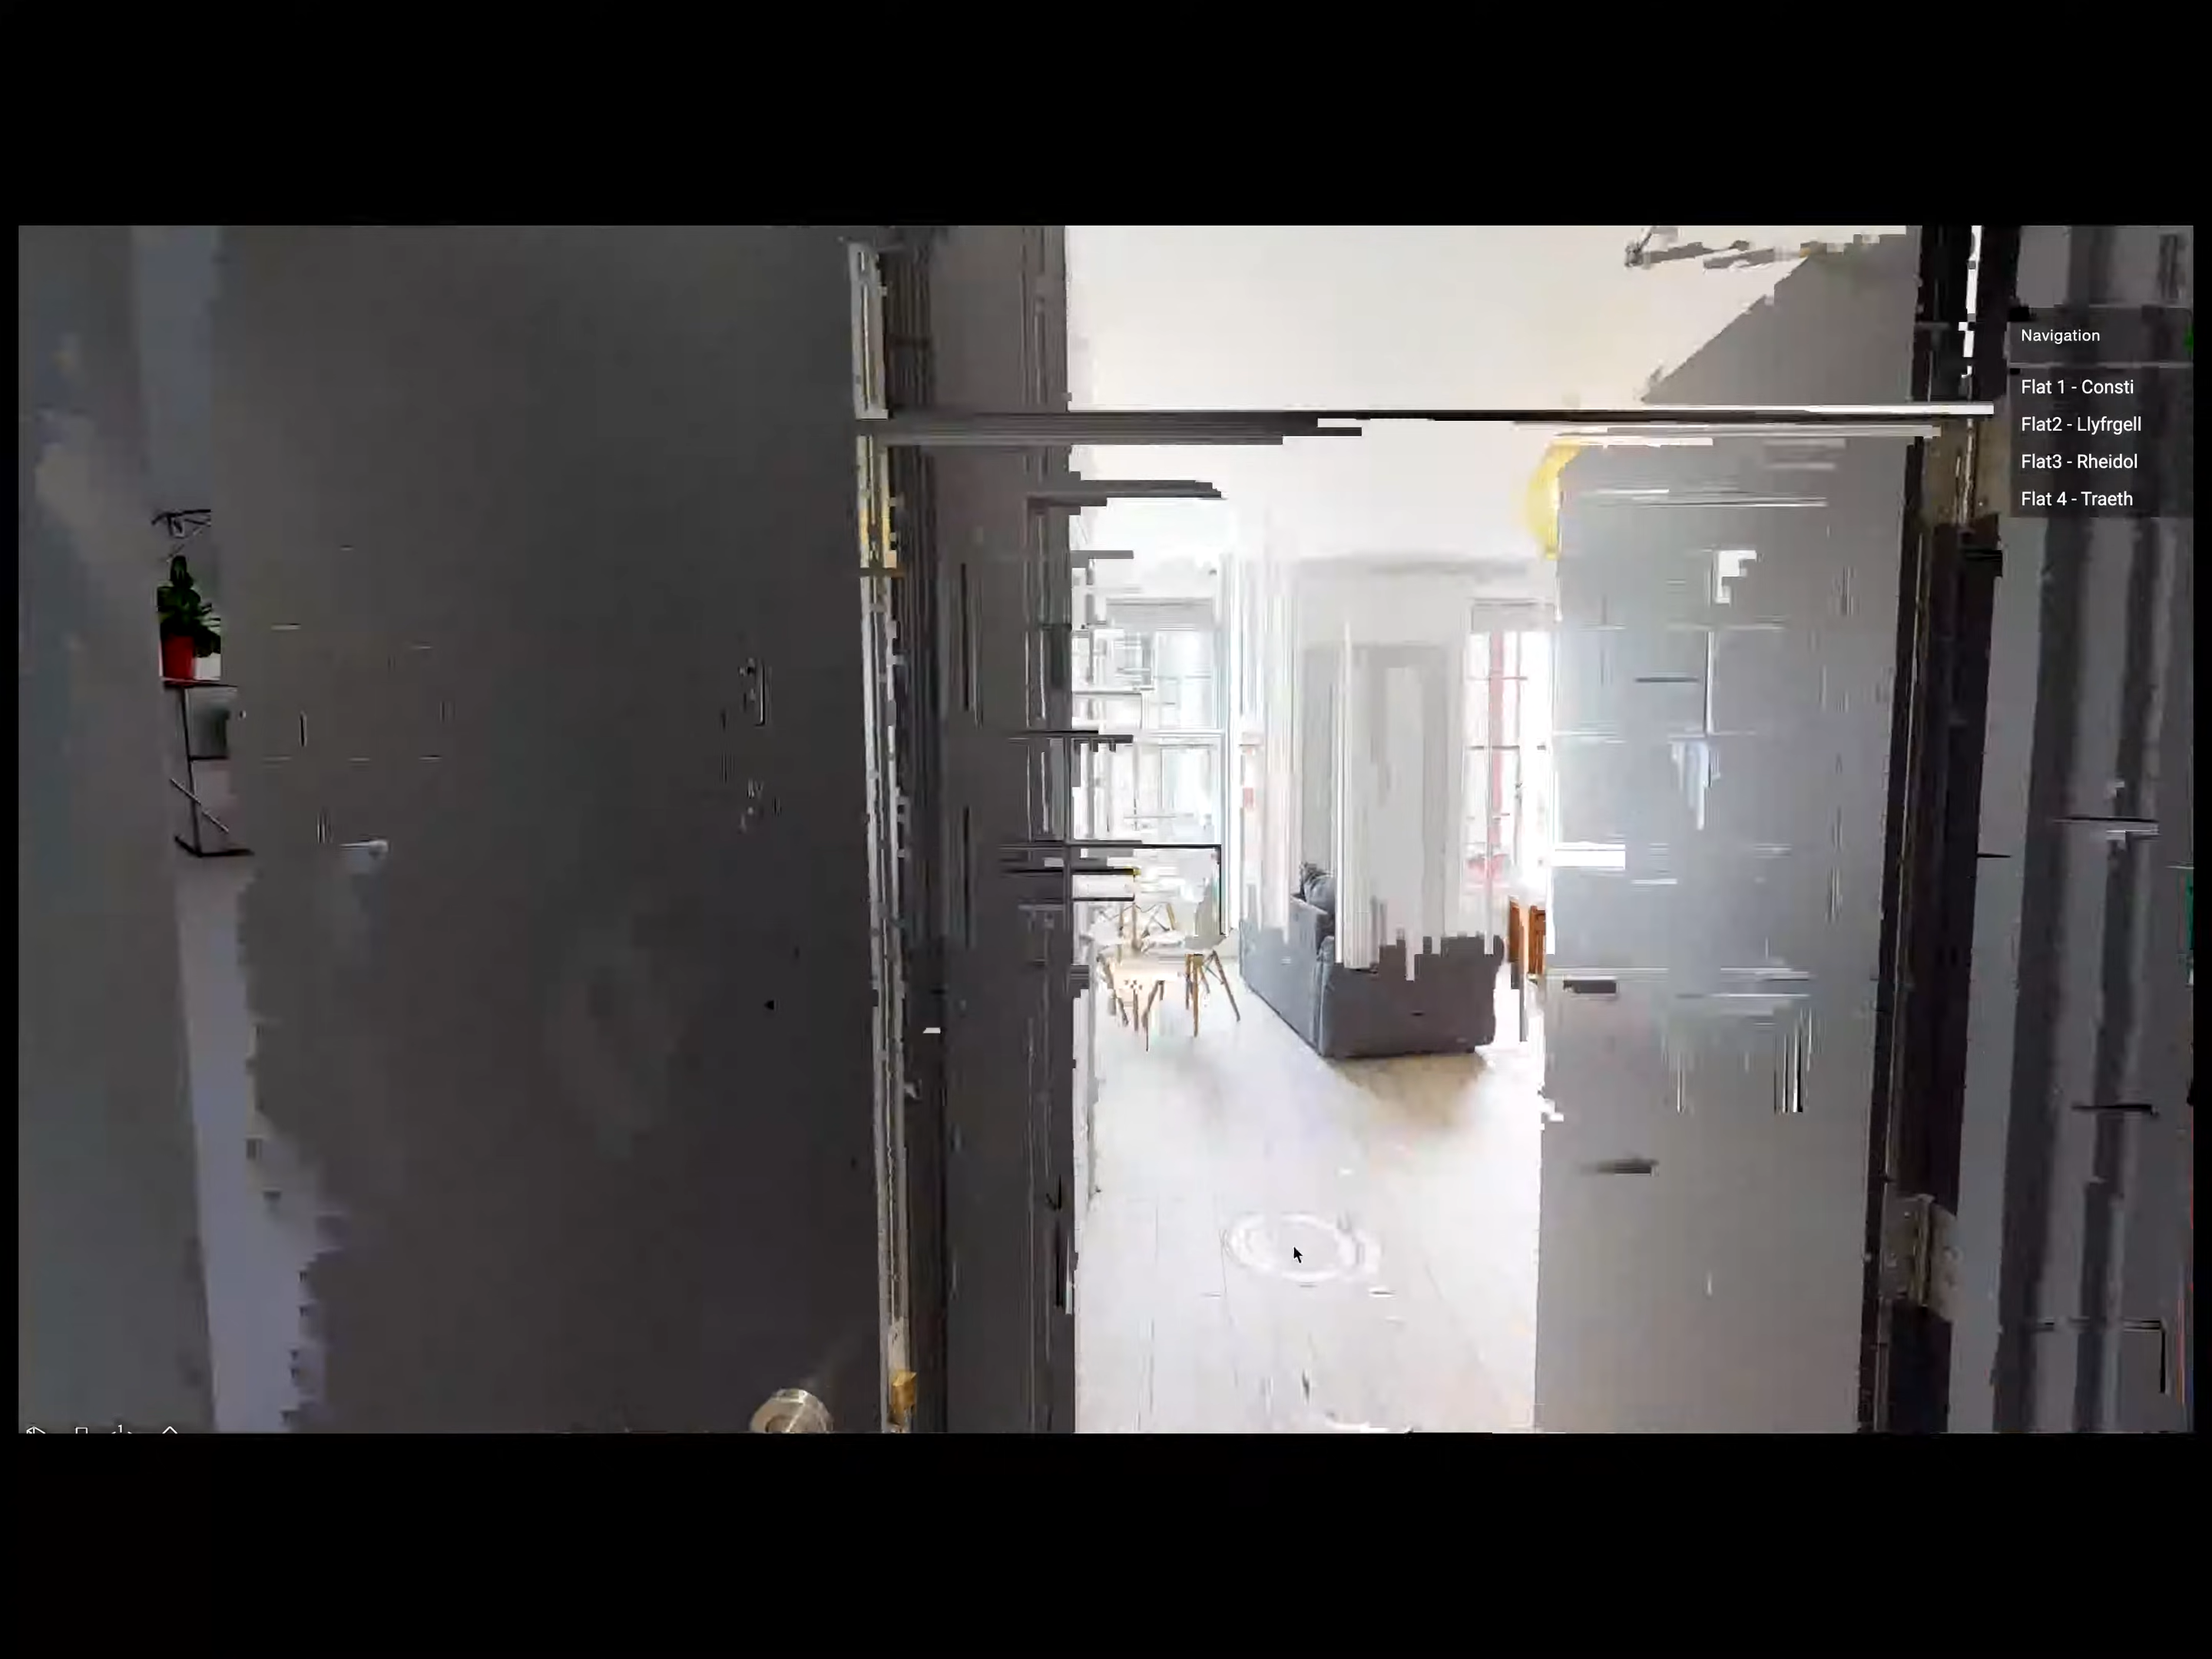 Navigation
Flat 1 - Consti
Flat2 - Llyfrgell
Flat3 - Rheidol
Flat 4 - Traeth